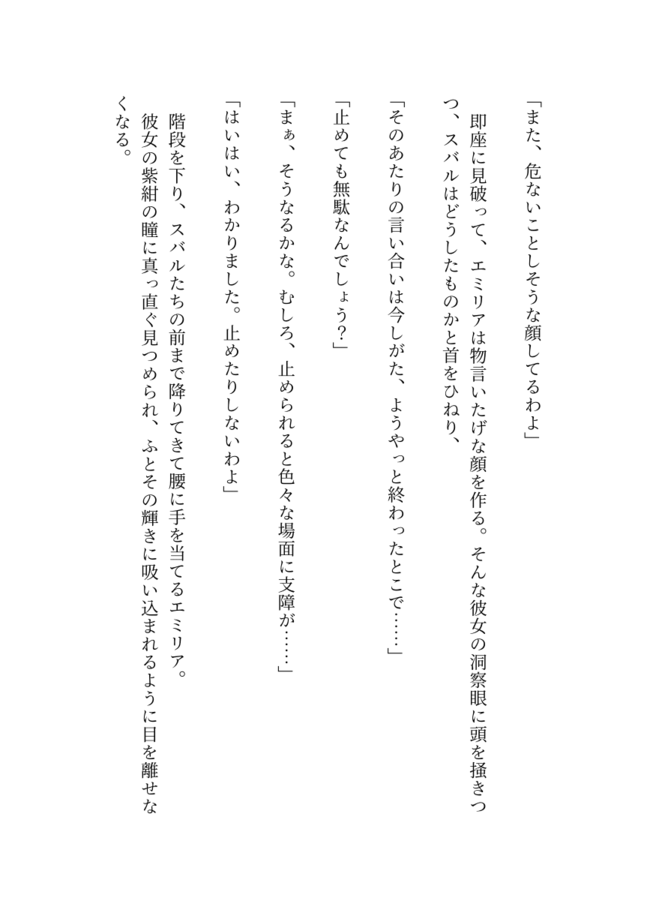 「また、危ないことしそうな顔してるわよ」
即座に見破って、エミリアは物言いたげな顔を作る。そんな彼女の洞察眼に頭を掻きつ
つ、スバルはどうしたものかと首をひねり、
「そのあたりの言い合いは今しがた、ようやっと終わったとこで……」
「止めても無駄なんでしょう？」
「まぁ、そうなるかな。むしろ、止められると色々な場面に支障が……」
「はいはい、わかりました。止めたりしないわよ」
階段を下り、スバルたちの前まで降りてきて腰に手を当てるエミリア。
彼女の紫紺の瞳に真っ直ぐ見つめられ、ふとその輝きに吸い込まれるように目を離せな
くなる。